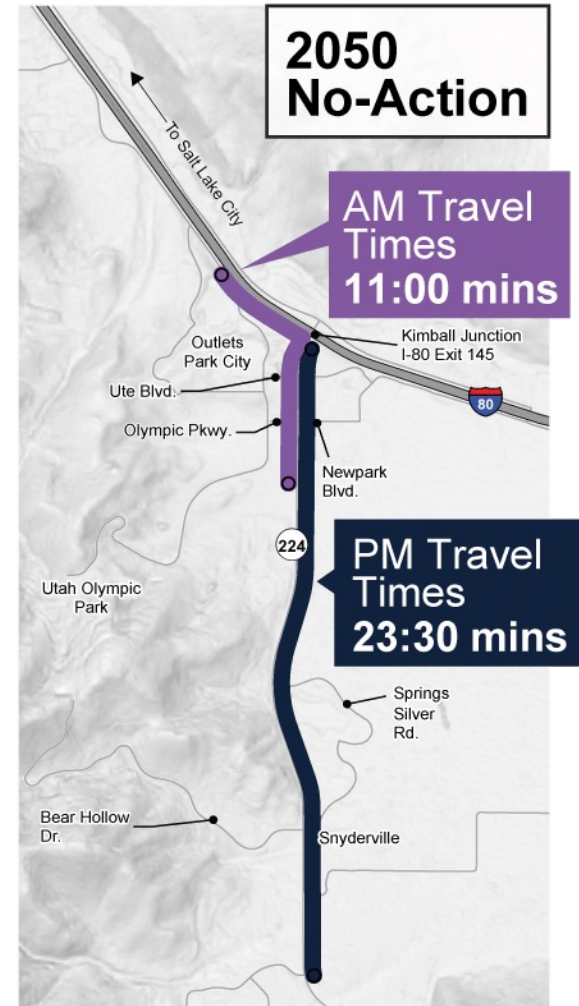 2050
No-Action
To Salt Lake City
AM Travel
Times
11:00 mins
Outlets
Park City
Kimball Junction
I-80 Exit 145
Ute Blvd.
80
Olympic Pkwy.
Newpark
Blvd.
224
PM Travel
Times
23:30 mins
Utah Olympic
Park
Springs
Silver
Rd.
Bear Hollow
Dr.
Snyderville